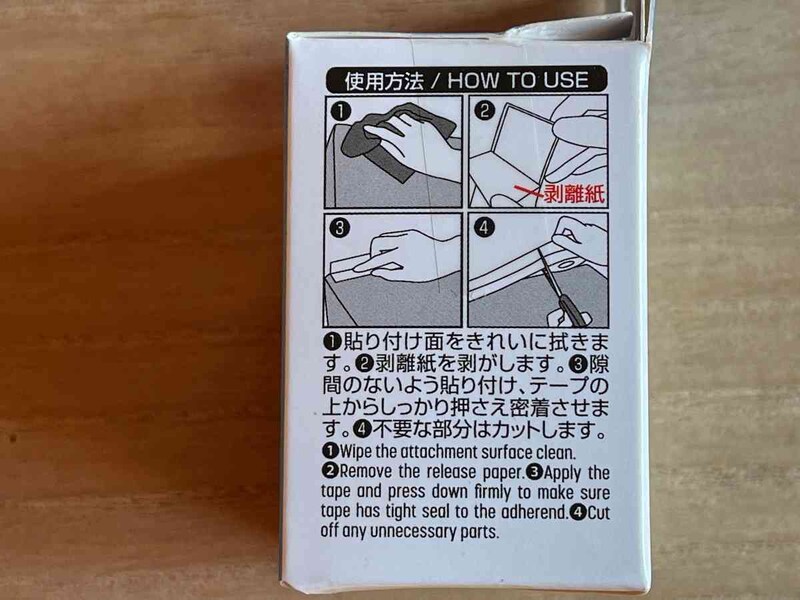 使用方法 / HOW TO USE
❶
❷
剥離紙
❸
❹
❶貼り付け面をきれいに拭きま
す。❷剥離紙を剥がします。❸隙
間のないよう貼り付け、テープの
上からしっかり押さえ密着させま
す。❹不要な部分はカットします。
❶Wipe the attachment surface clean.
❷Remove the release paper.❸Apply the
tape and press down firmly to make sure
tape has tight seal to the adherend.❹Cut
off any unnecessary parts.